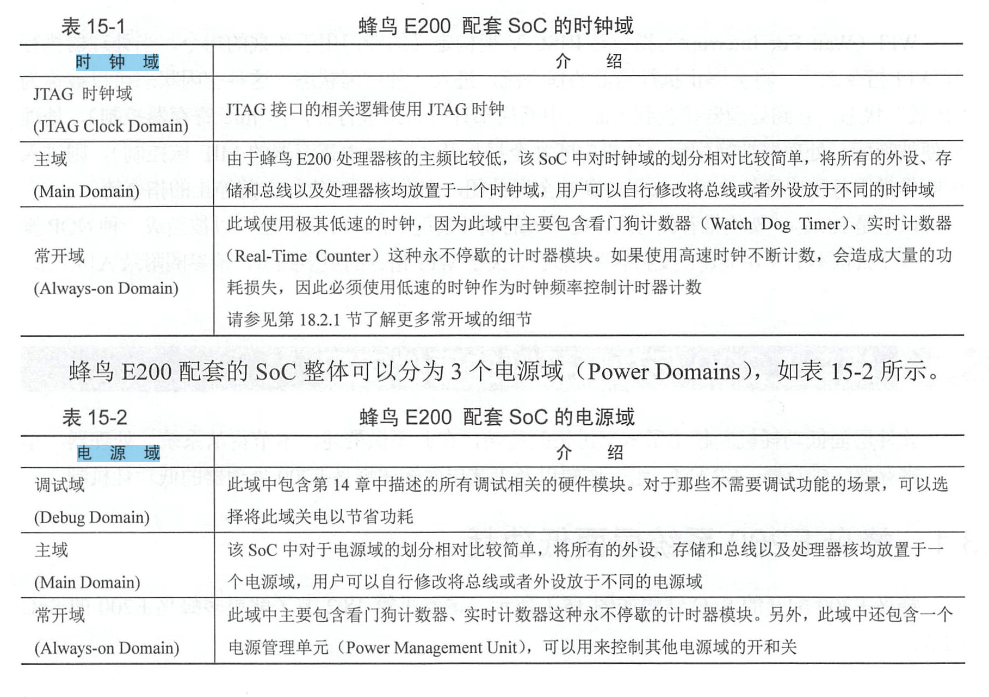 表 15-1 蜂鸟 E200 配套 SoC 的时钟域
时 钟 域 介 绍
JTAG 时钟域
(JTAG Clock Domain)
JTAG 接口的相关逻辑使用 JTAG 时钟
主域
(Main Domain)
由于蜂鸟 E200 处理器核的主频比较低，该 SoC 中对时钟域的划分相对比较简单，将所有的外设、存
储和总线以及处理器核均放置于一个时钟域，用户可以自行修改将总线或者外设放于不同的时钟域
常开域
(Always-on Domain)
此域使用极其低速的时钟，因为此域中主要包含看门狗计数器（Watch Dog Timer）、实时计数器
（Real-Time Counter）这种永不停歇的计时器模块。如果使用高速时钟不断计数，会造成大量的功
耗损失，因此必须使用低速的时钟作为时钟频率控制计时器计数
请参见第 18.2.1 节了解更多常开域的细节
蜂鸟 E200 配套的 SoC 整体可以分为 3 个电源域（Power Domains），如表 15-2 所示。
表 15-2 蜂鸟 E200 配套 SoC 的电源域
电 源 域 介 绍
调试域
(Debug Domain)
此域中包含第 14 章中描述的所有调试相关的硬件模块。对于那些不需要调试功能的场景，可以选
择将此域关电以节省功耗
主域
(Main Domain)
该 SoC 中对于电源域的划分相对比较简单，将所有的外设、存储和总线以及处理器核均放置于一
个电源域，用户可以自行修改将总线或者外设放于不同的电源域
常开域
(Always-on Domain)
此域中主要包含看门狗计数器、实时计数器这种永不停歇的计时器模块。另外，此域中还包含一个
电源管理单元（Power Management Unit），可以用来控制其他电源域的开和关